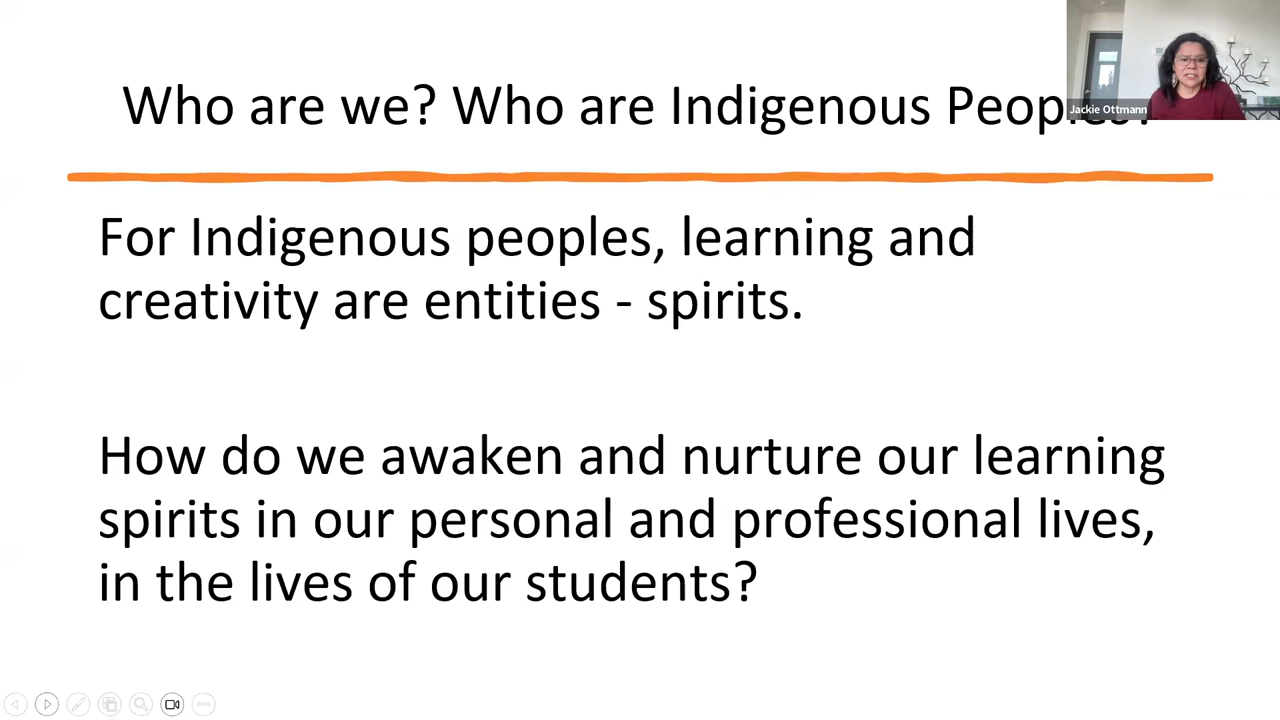 Who are we? Who are Indigenous Peoples?
Jackie Ottmann
For Indigenous peoples, learning and
creativity are entities - spirits.
How do we awaken and nurture our learning
spirits in our personal and professional lives,
in the lives of our students?